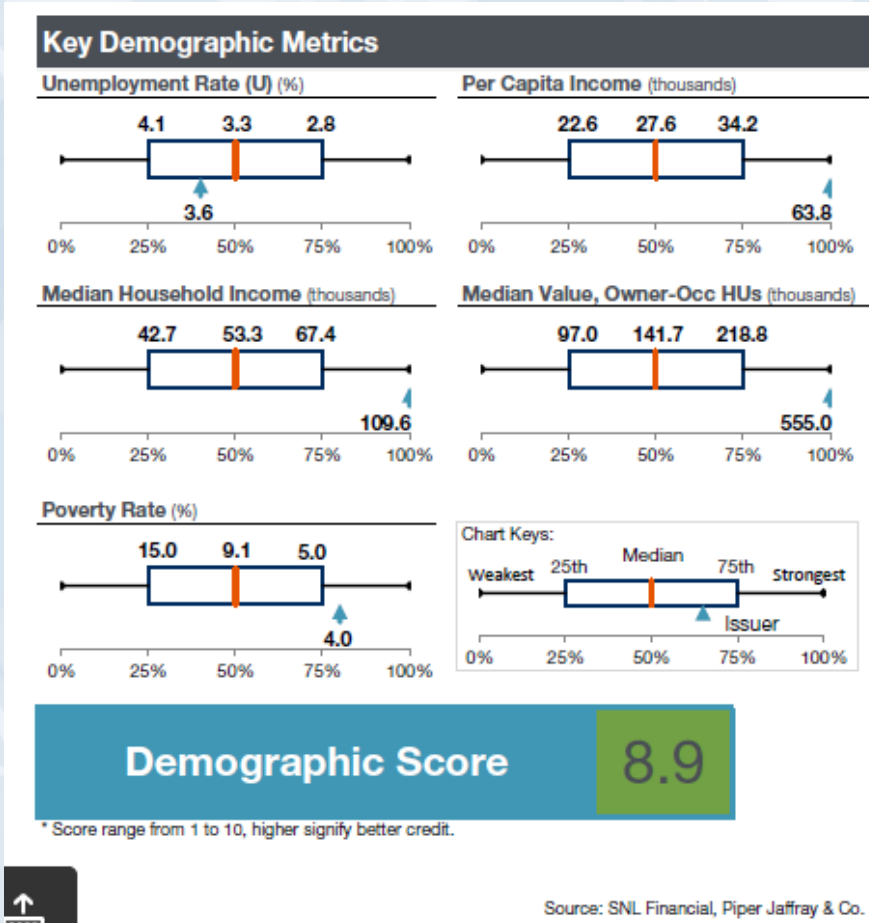 Key Demographic Metrics
Unemployment Rate (U) (%)
4.1 3.3 2.8
3.6
0% 25% 50% 75% 100%
Per Capita Income (thousands)
22.6 27.6 34.2
63.8
0% 25% 50% 75% 100%
Median Household Income (thousands)
42.7 53.3 67.4
109.6
0% 25% 50% 75% 100%
Median Value, Owner-Occ HUs (thousands)
97.0 141.7 218.8
555.0
0% 25% 50% 75% 100%
Poverty Rate (%)
15.0 9.1 5.0
4.0
0% 25% 50% 75% 100%
Chart Keys:
Weakest 25th Median 75th Strongest
Issuer
0% 25% 50% 75% 100%
Demographic Score 8.9
* Score range from 1 to 10, higher signify better credit.
Source: SNL Financial, Piper Jaffray & Co.